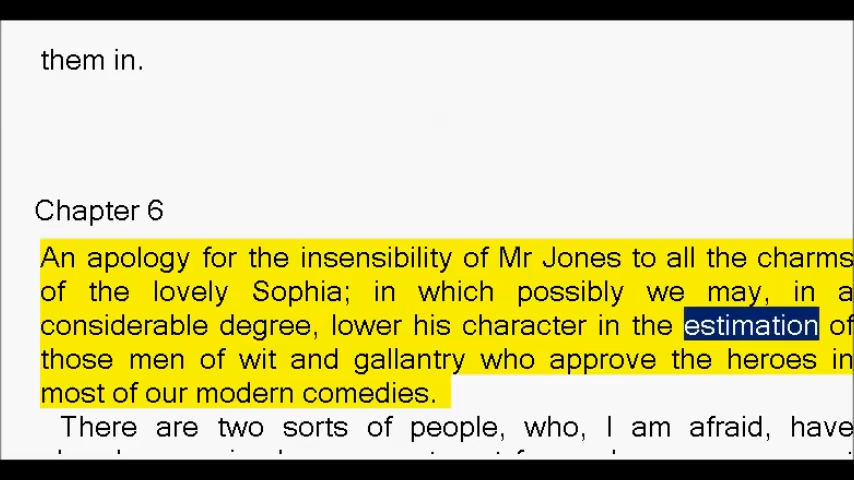 them in.
Chapter 6
An apology for the insensibility of Mr Jones to all the charms
of the lovely Sophia; in which possibly we may, in a
considerable degree, lower his character in the estimation of
those men of wit and gallantry who approve the heroes in
most of our modern comedies.
There are two sorts of people, who, I am afraid, have